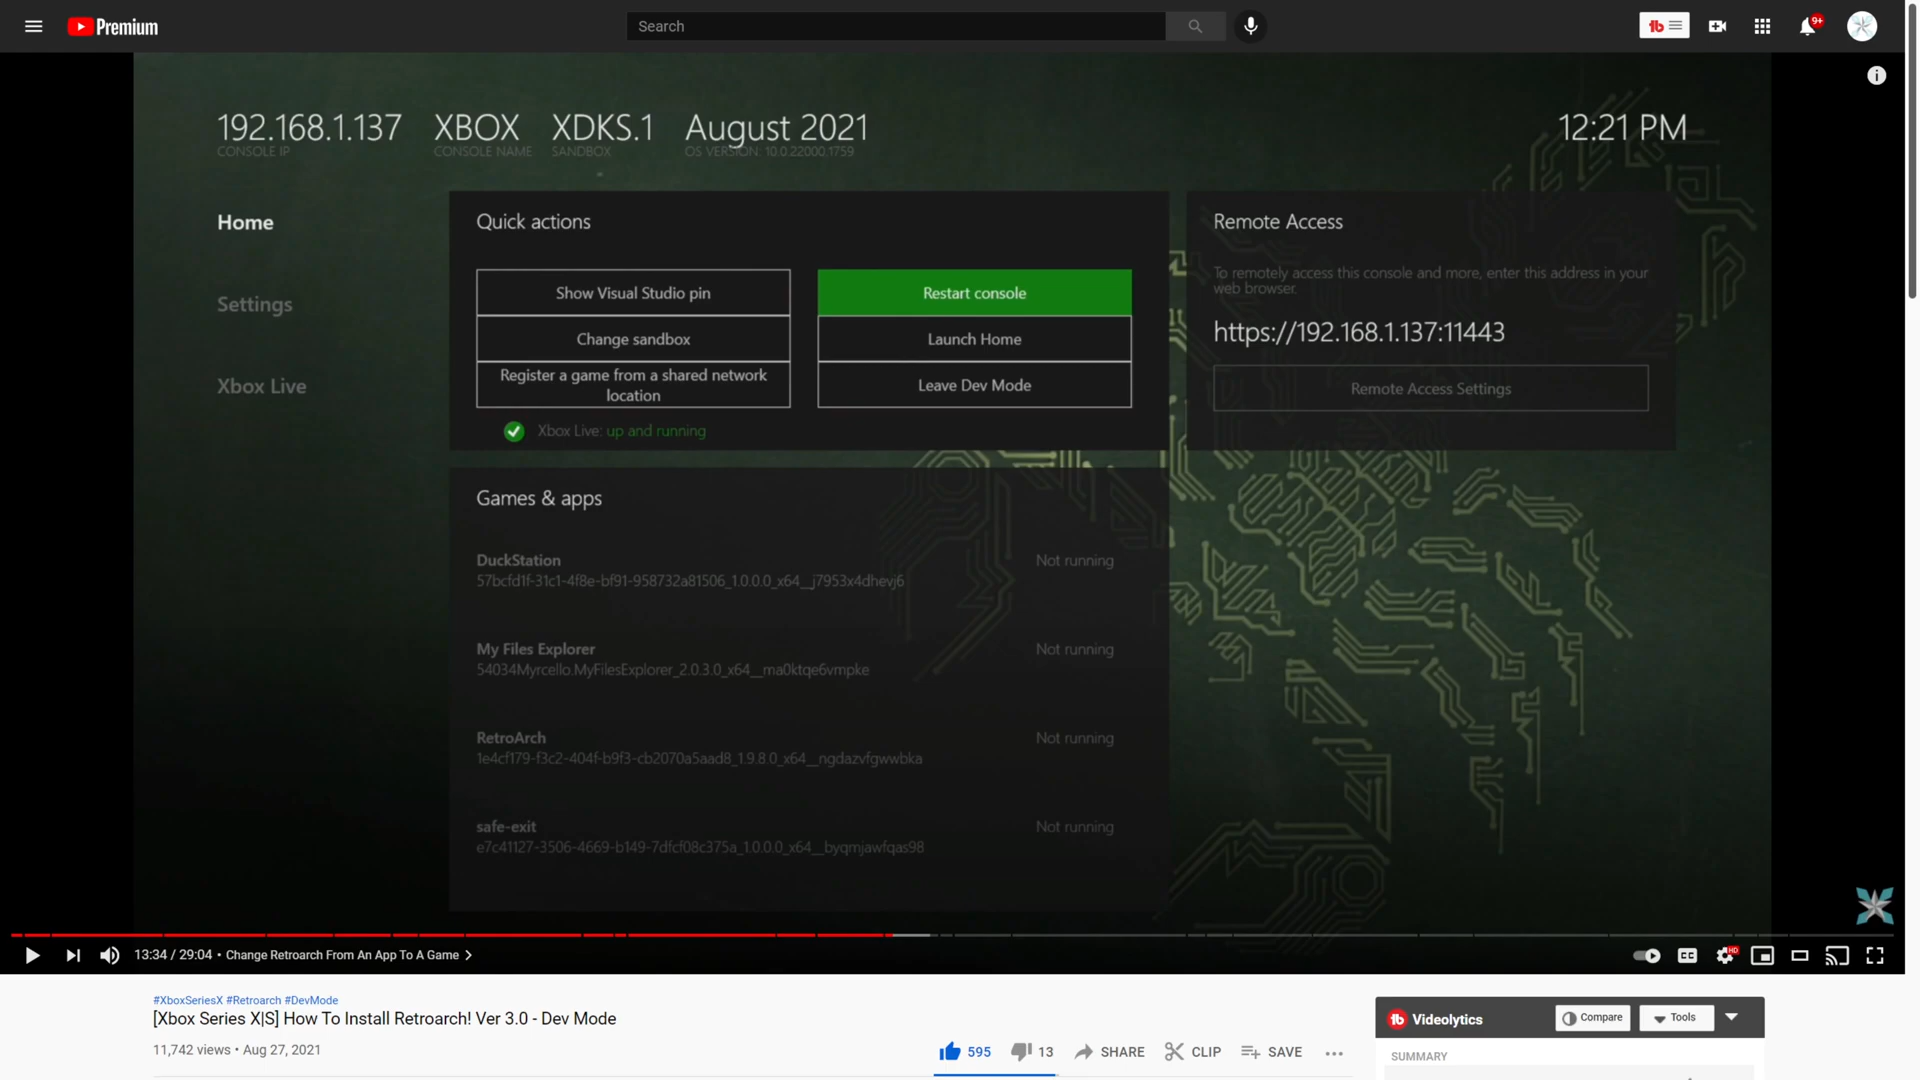 Premium
Search
9+
192.168.1.137 XBOX XDKS.1 August 2021 12:21 PM
CONSOLE IP CONSOLE NAME SANDBOX OS VERSION: 10.0.22000.1759
Home
Settings
Xbox Live
Quick actions
Show Visual Studio pin
Restart console
Change sandbox
Launch Home
Register a game from a shared network
location
Leave Dev Mode
Xbox Live: up and running
Remote Access
To remotely access this console and more, enter this address in your
web browser.
https://192.168.1.137:11443
Remote Access Settings
Games & apps
DuckStation Not running
57bcfd1f-31c1-4f8e-bf91-958732a81506_1.0.0.0_x64__j7953x4dhevj6
My Files Explorer Not running
54034Myrcello.MyFilesExplorer_2.0.3.0_x64__ma0ktqe6vmpke
RetroArch Not running
1e4cf179-f3c2-404f-b9f3-cb2070a5aad8_1.9.8.0_x64__ngdazvfgwwbka
safe-exit Not running
e7c41127-3506-4669-b149-7dfcf08c375a_1.0.0.0_x64__byqmjawfqas98
13:34 / 29:04 • Change Retroarch From An App To A Game
CC
HD
#XboxSeriesX #Retroarch #DevMode
[Xbox Series X|S] How To Install Retroarch! Ver 3.0 - Dev Mode
11,742 views • Aug 27, 2021
595 13 SHARE CLIP SAVE
Videolytics
Compare
Tools
SUMMARY